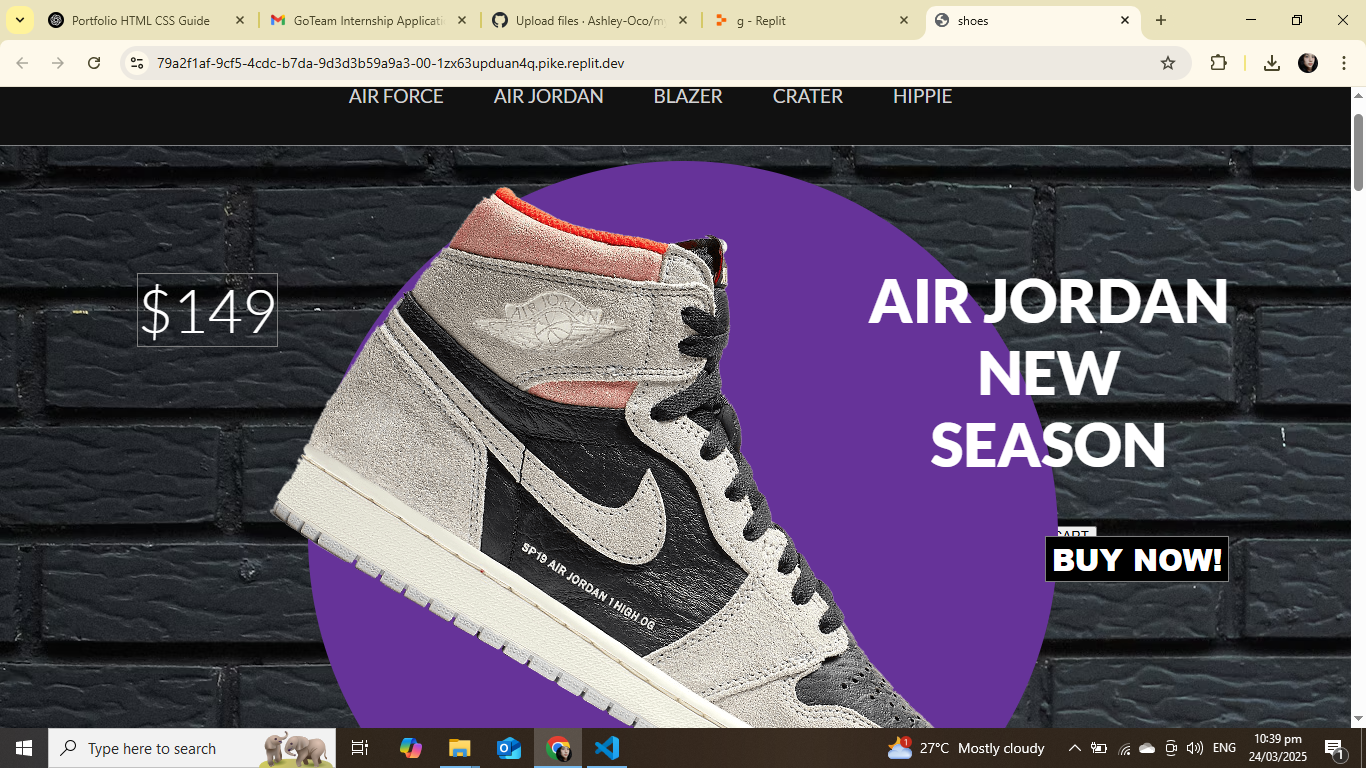 Portfolio HTML CSS Guide
GoTeam Internship Applicati
Upload files · Ashley-Oco/my
g - Replit
shoes
79a2f1af-9cf5-4cdc-b7da-9d3d3b59a9a3-00-1zx63upduan4q.pike.replit.dev
AIR FORCE
AIR JORDAN
BLAZER
CRATER
HIPPIE
$149
AIR JORDAN
NEW
SEASON
CART
BUY NOW!
SP19 AIR JORDAN 1 HIGH OG
Type here to search
1
27°C Mostly cloudy
ENG
10:39 pm
24/03/2025
1